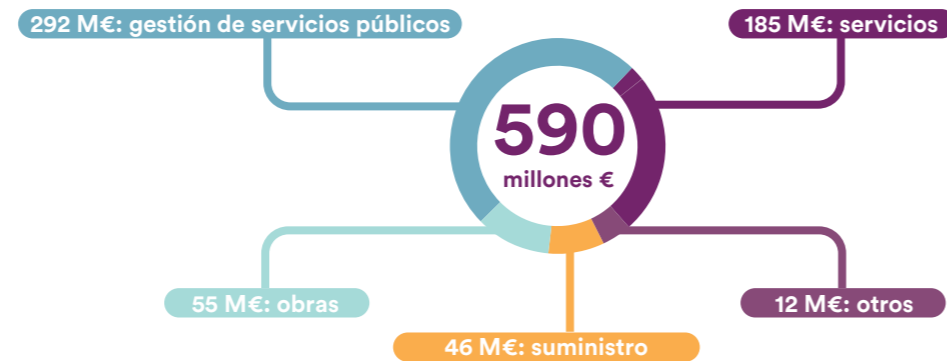 292 M€: gestión de servicios públicos
185 M€: servicios
590
millones €
55 M€: obras
12 M€: otros
46 M€: suministro